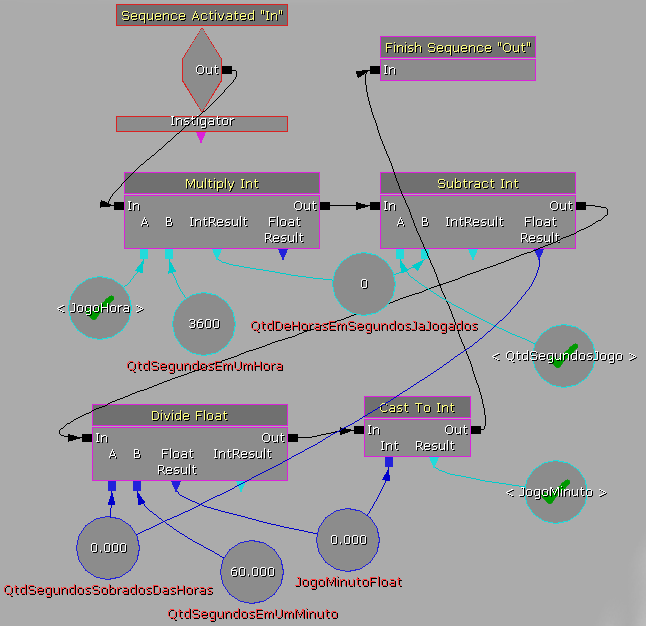 Sequence Activated "In"
Out
Instigator
Finish Sequence "Out"
In
Multiply Int
In
Out
A
B
IntResult
Float
Result
Subtract Int
In
Out
A
B
IntResult
Float
Result
< JogoHora >
3600
QtdSegundosEmUmHora
0
QtdDeHorasEmSegundosJaJogados
< QtdSegundosJogo >
Divide Float
In
Out
A
B
Float
Result
IntResult
Cast To Int
In
Out
Int
Result
< JogoMinuto >
0.000
QtdSegundosSobradosDasHoras
60.000
QtdSegundosEmUmMinuto
0.000
JogoMinutoFloat